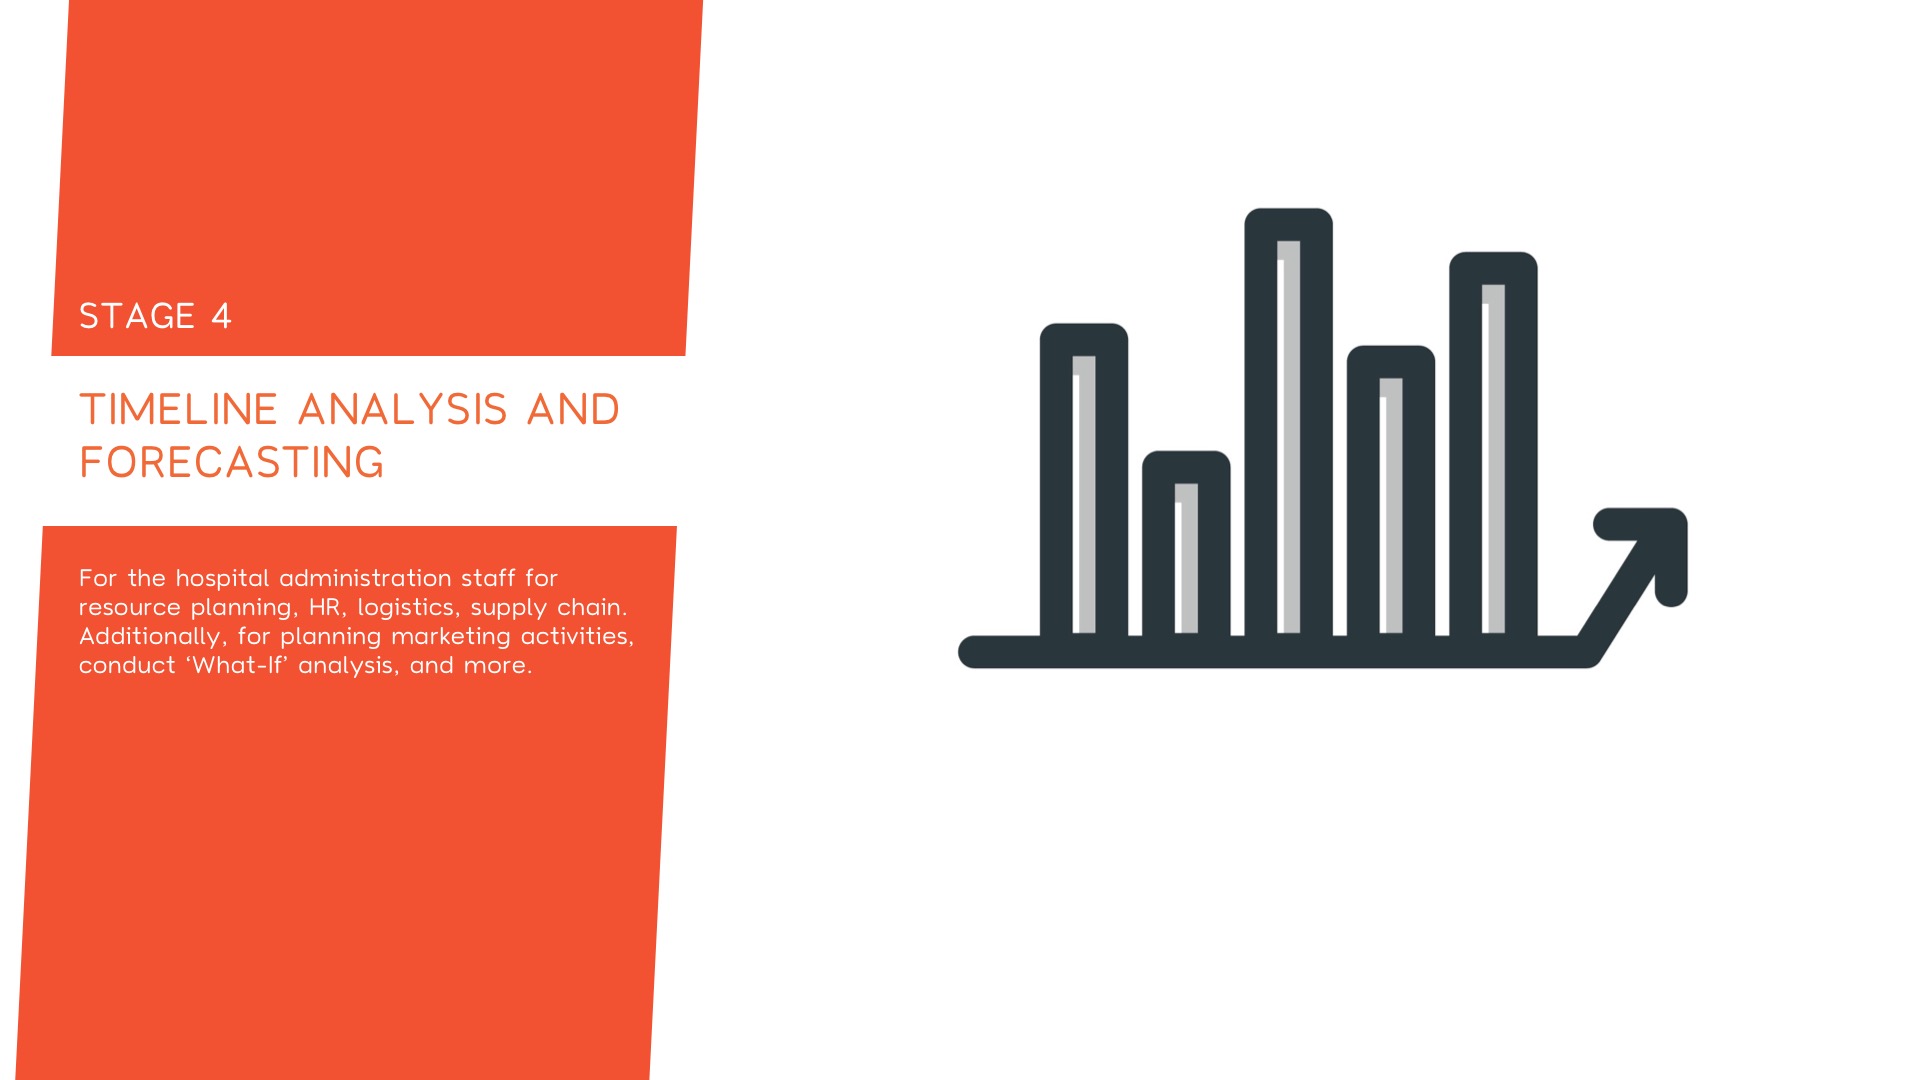 STAGE 4
TIMELINE ANALYSIS AND
FORECASTING
For the hospital administration staff for
resource planning, HR, logistics, supply chain.
Additionally, for planning marketing activities,
conduct ‘What-If’ analysis, and more.